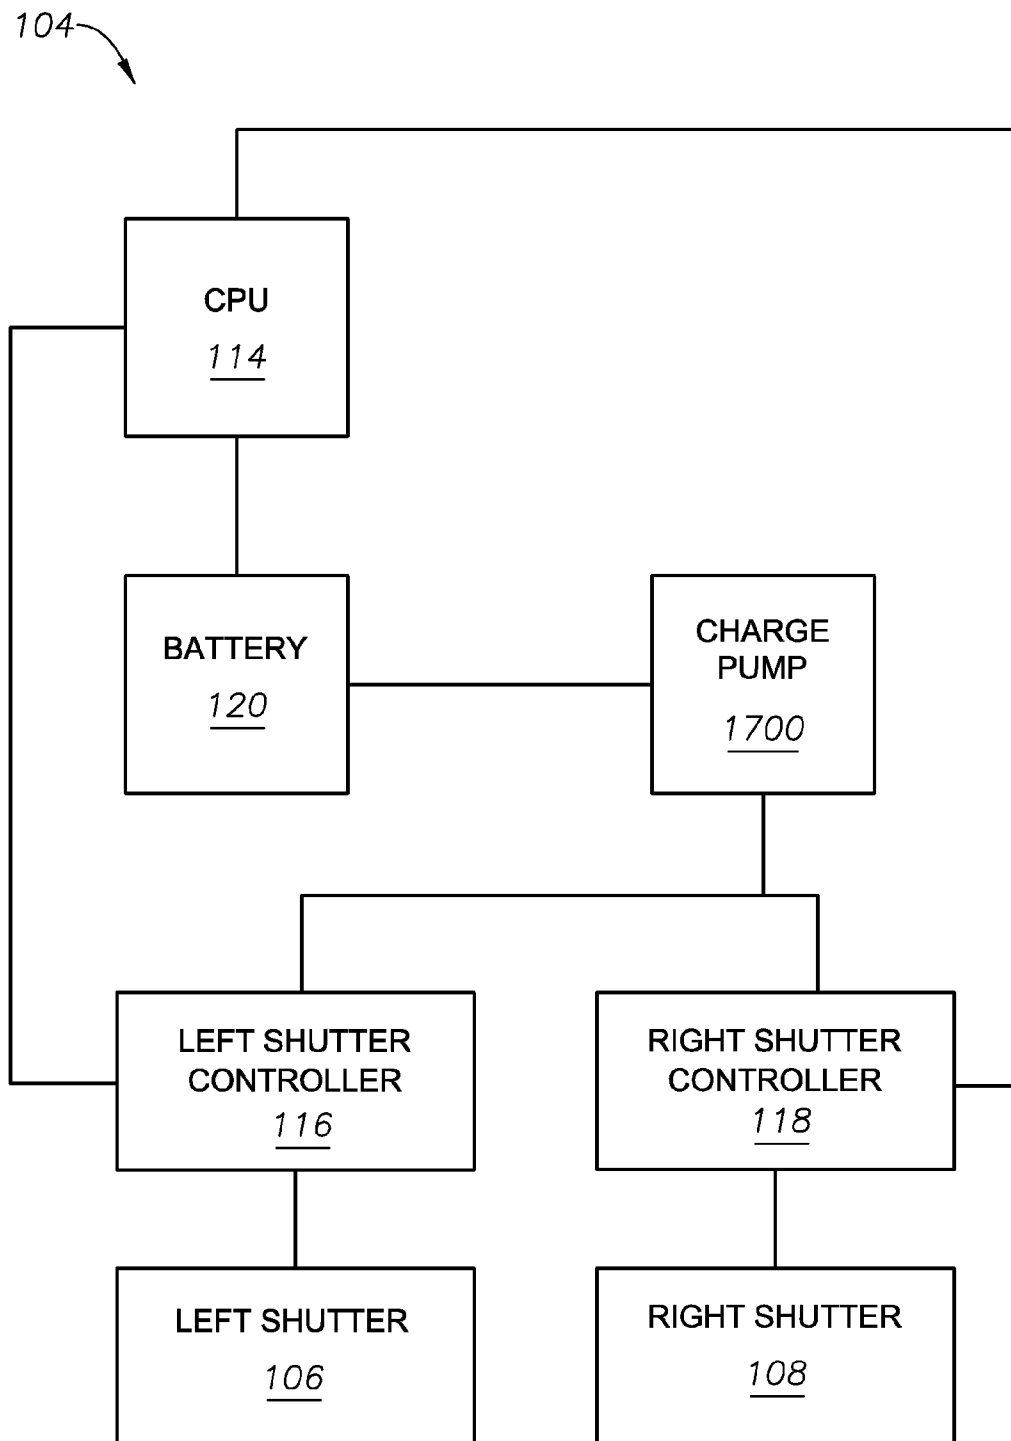 104
CPU
114
BATTERY
120
CHARGE
PUMP
1700
LEFT SHUTTER
CONTROLLER
116
RIGHT SHUTTER
CONTROLLER
118
LEFT SHUTTER
106
RIGHT SHUTTER
108